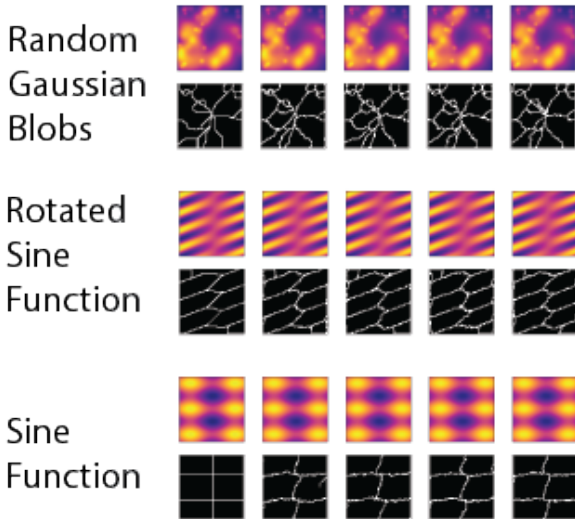 Random
Gaussian
Blobs
Rotated
Sine
Function
Sine
Function